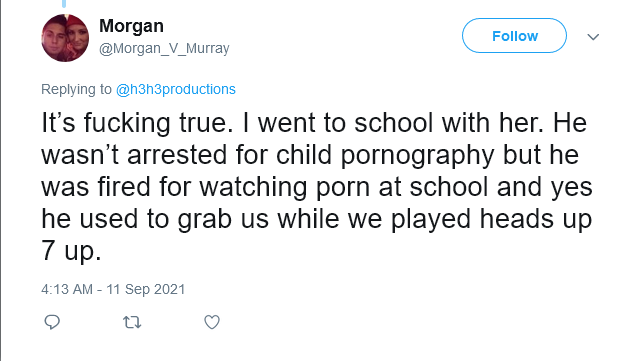 Morgan
@Morgan_V_Murray
Follow
Replying to @h3h3productions
It's fucking true. I went to school with her. He
wasn't arrested for child pornography but he
was fired for watching porn at school and yes
he used to grab us while we played heads up
7 up.
4:13 AM - 11 Sep 2021